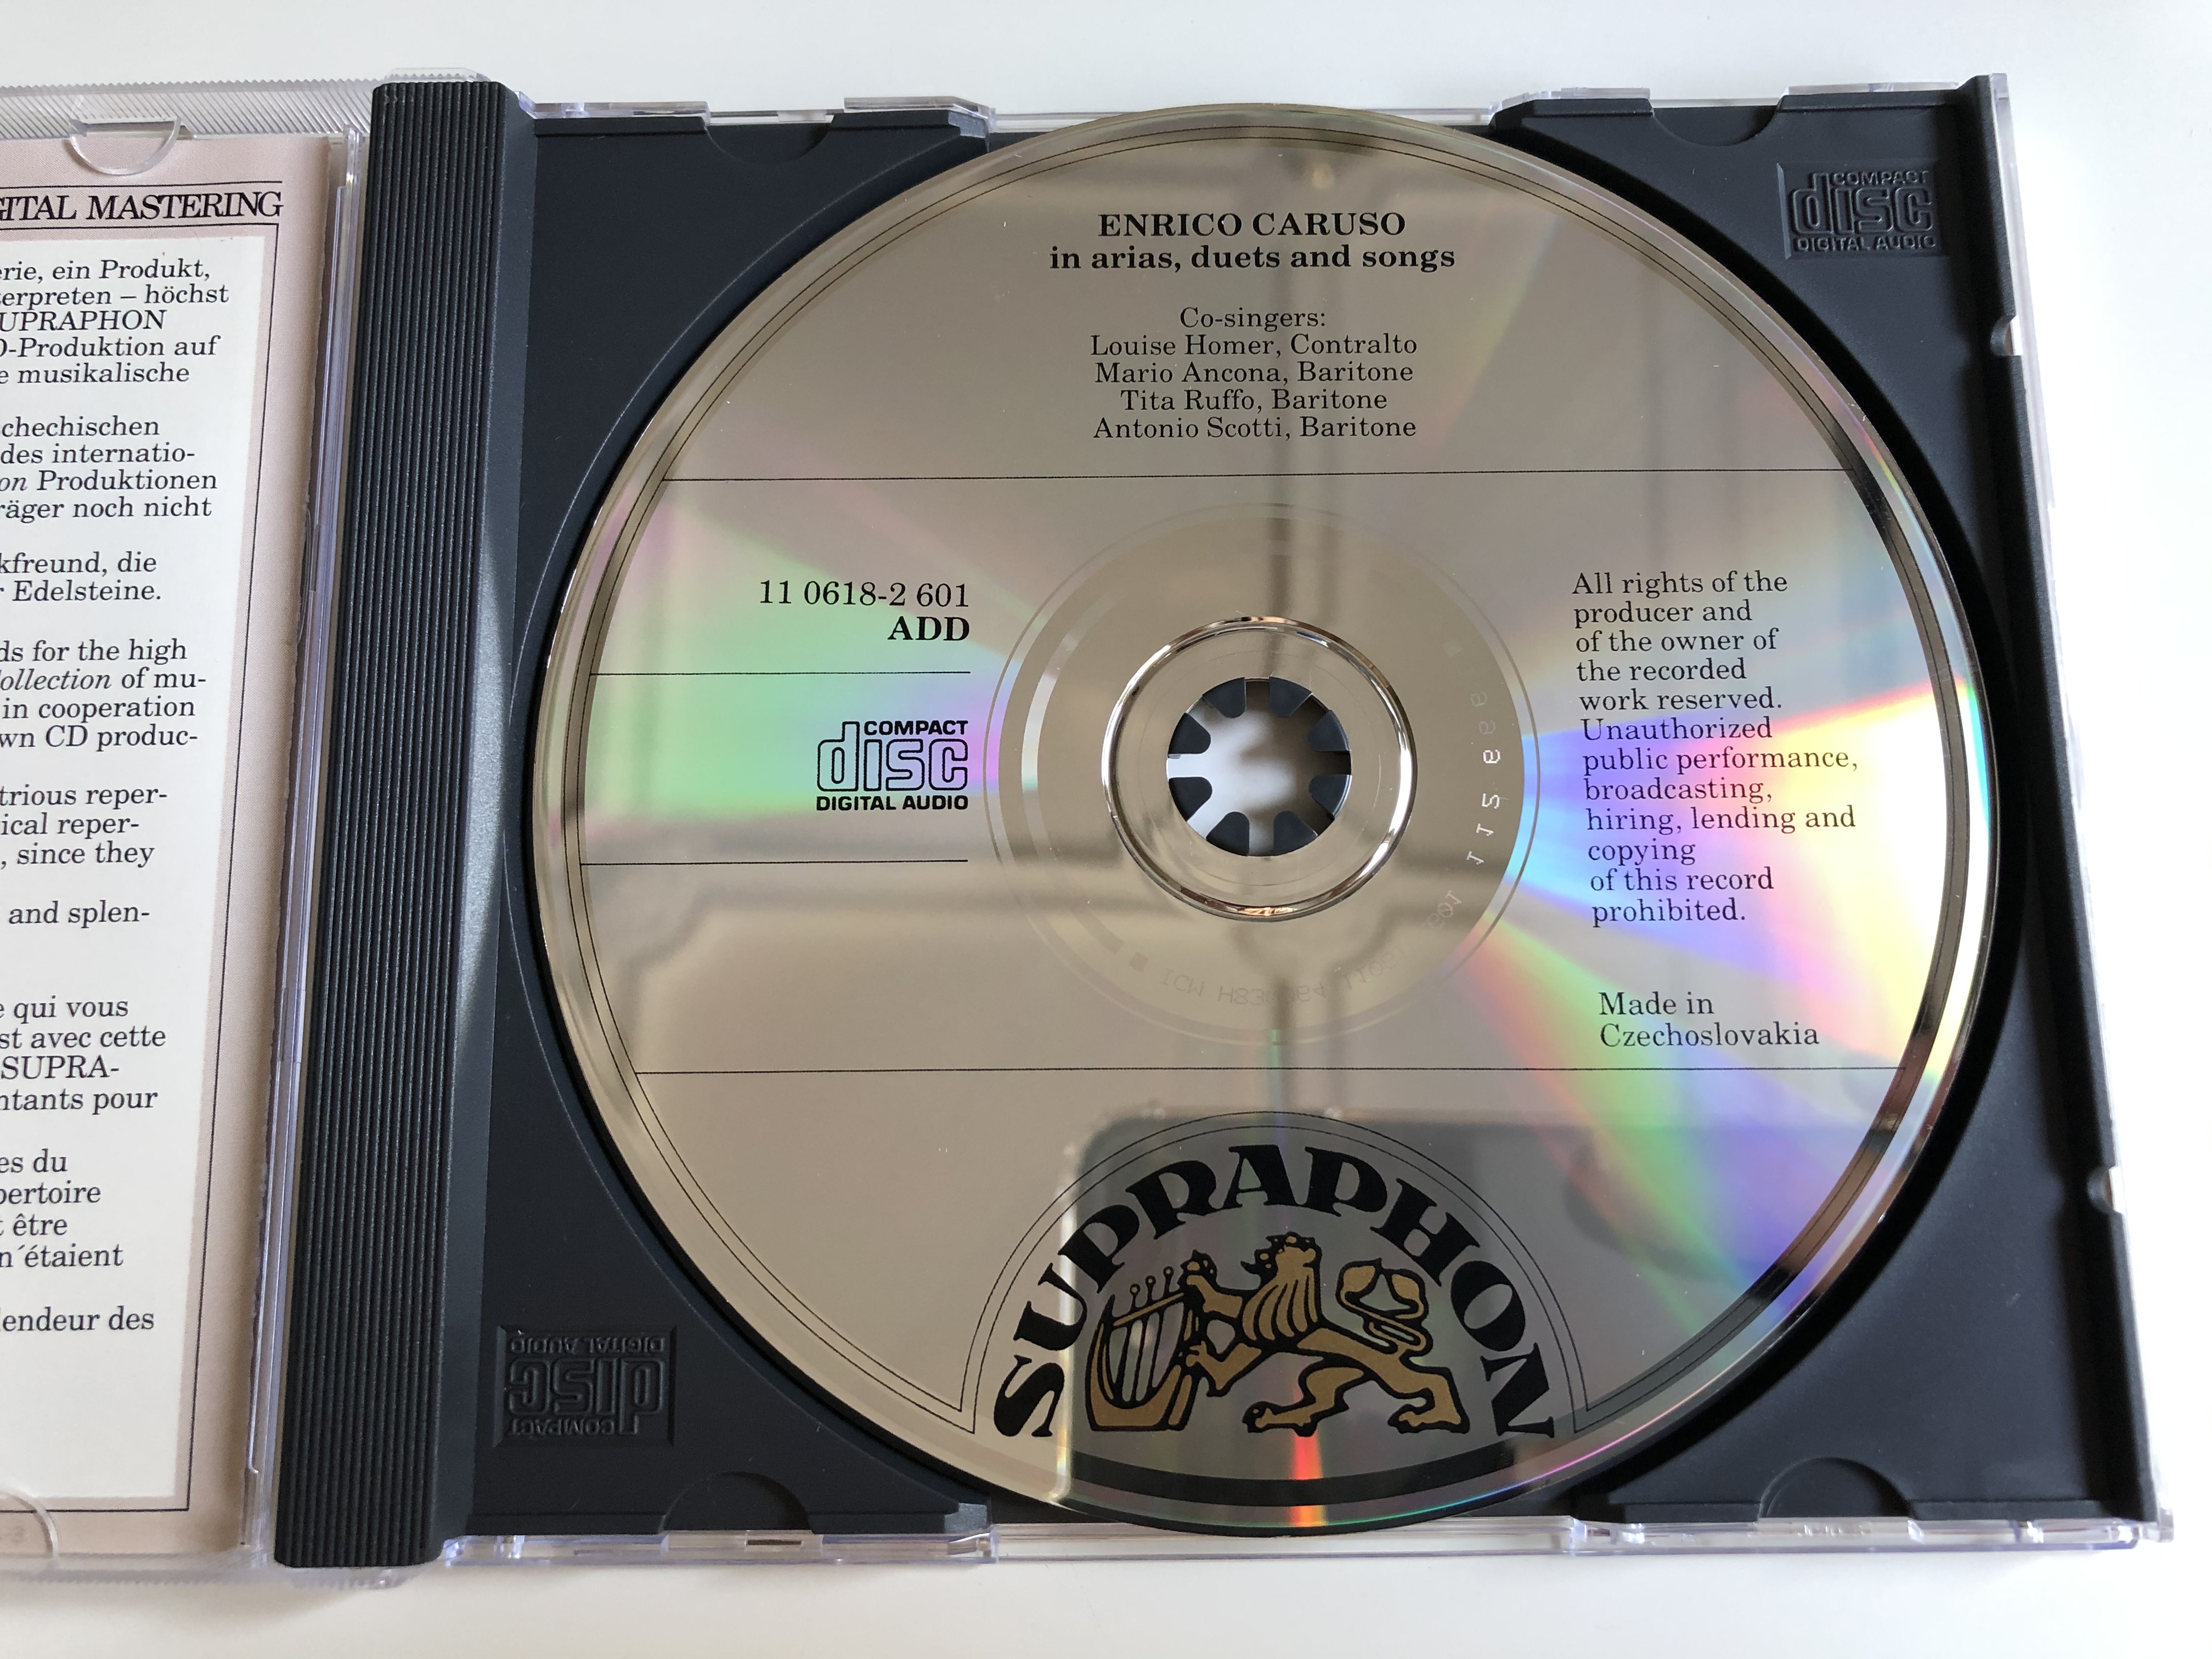 GITAL MASTERING
erie, ein Produkt,
terpreten – höchst
UPRAPHON
D-Produktion auf
e musikalische
chechischen
des internatio-
on Produktionen
räger noch nicht
kfreund, die
r Edelsteine.
ds for the high
Collection of mu-
in cooperation
wn CD produc-
trious reper-
ical reper-
, since they
and splen-
e qui vous
st avec cette
SUPRA-
ntants pour
es du
pertoire
t être
n´étaient
lendeur des
ENRICO CARUSO
in arias, duets and songs
Co-singers:
Louise Homer, Contralto
Mario Ancona, Baritone
Tita Ruffo, Baritone
Antonio Scotti, Baritone
11 0618-2 601
ADD
COMPACT
disc
DIGITAL AUDIO
All rights of the
producer and
of the owner of
the recorded
work reserved.
Unauthorized
public performance,
broadcasting,
hiring, lending and
copying
of this record
prohibited.
Made in
Czechoslovakia
SUPRAPHON
COMPACT
disc
DIGITAL AUDIO
COMPACT
disc
DIGITAL AUDIO